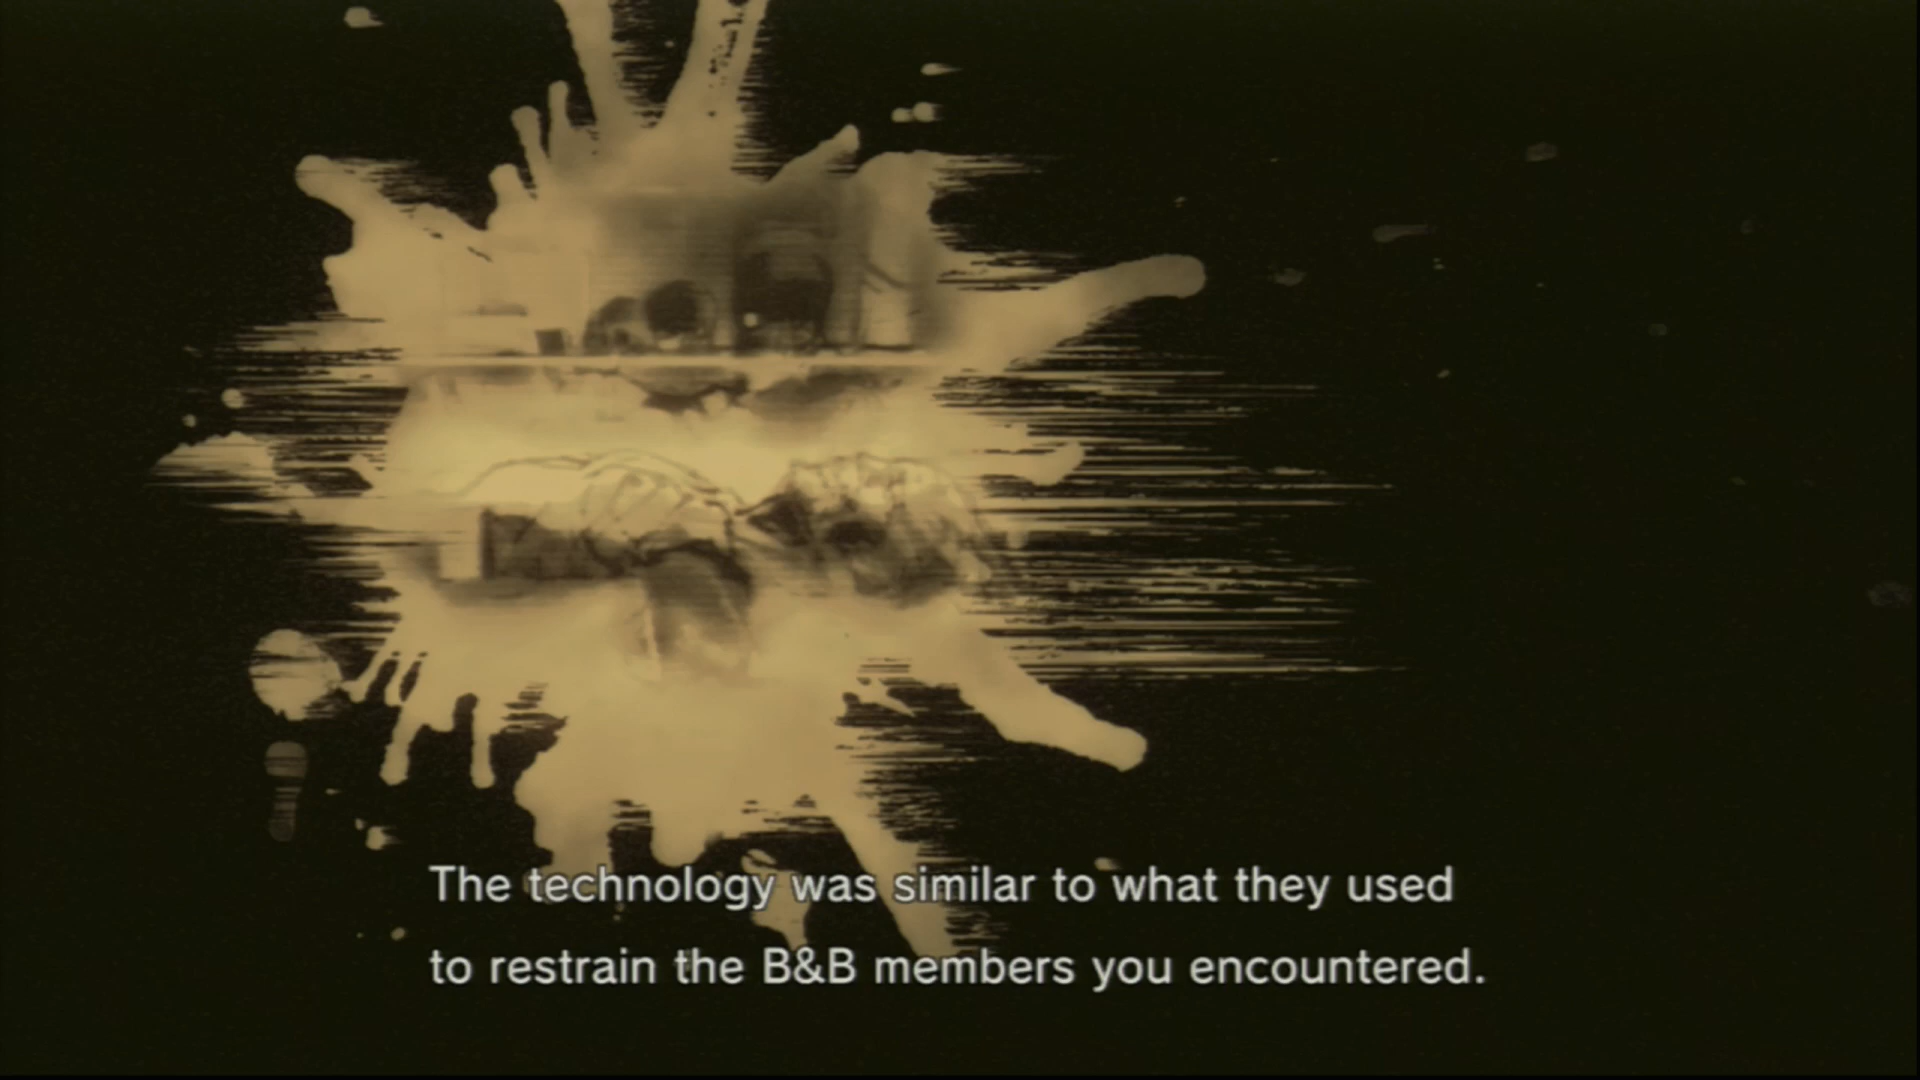 The technology was similar to what they used
to restrain the B&B members you encountered.